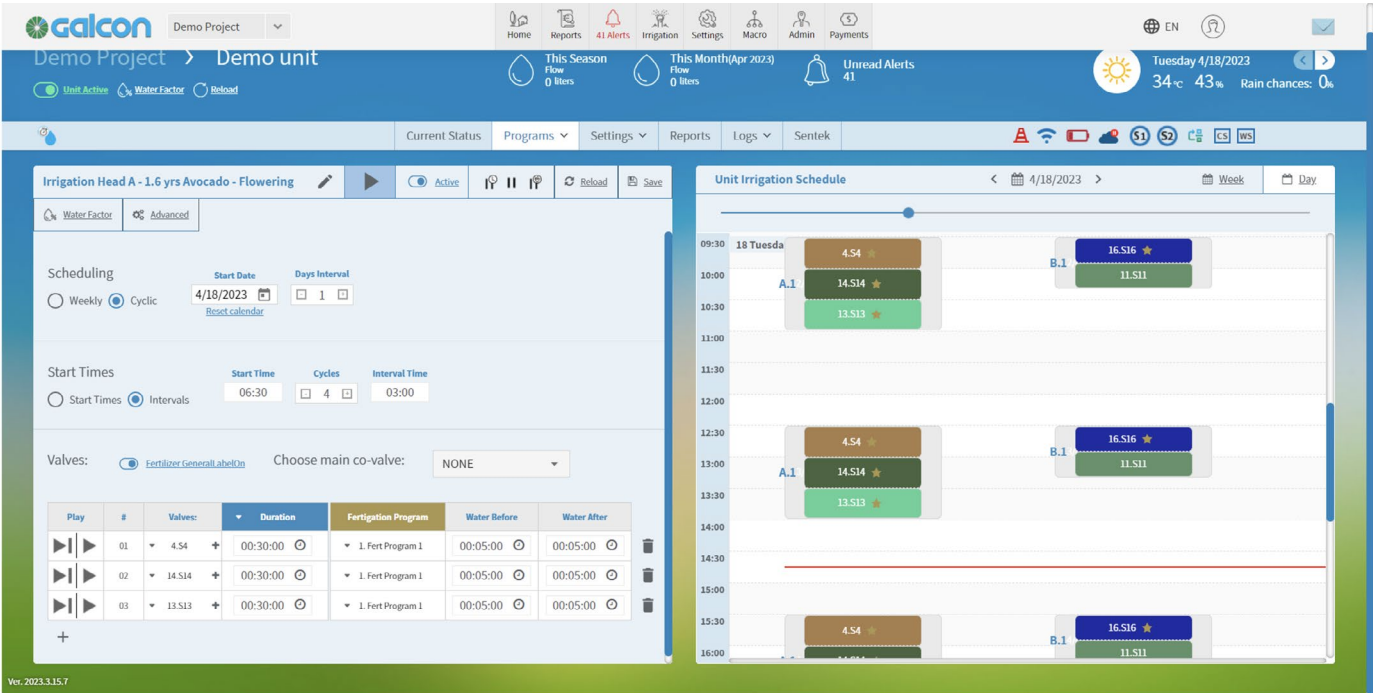 Galcon
Demo Project
Home Reports 41 Alerts Irrigation Settings Macro Admin Payments
EN
Demo Project > Demo unit
Unit Active Water Factor Reload
This Season
Flow
0 liters
This Month(Apr 2023)
Flow
0 liters
Unread Alerts
41
Tuesday 4/18/2023
34 °C 43 % Rain chances: 0%
Current Status Programs Settings Reports Logs Sentek
S1 S2 CS WS
Irrigation Head A - 1.6 yrs Avocado - Flowering
Active Reload Save
Water Factor Advanced
Scheduling
Weekly Cyclic
Start Date
4/18/2023
Reset calendar
Days Interval
1
Start Times
Start Times Intervals
Start Time Cycles Interval Time
06:30 4 03:00
Valves: Fertilizer GeneralLabelOn Choose main co-valve: NONE
Play # Valves: Duration Fertigation Program Water Before Water After
01 4.S4 + 00:30:00 1. Fert Program 1 00:05:00 00:05:00
02 14.S14 + 00:30:00 1. Fert Program 1 00:05:00 00:05:00
03 13.S13 + 00:30:00 1. Fert Program 1 00:05:00 00:05:00
+
Unit Irrigation Schedule < 4/18/2023 > Week Day
09:30 18 Tuesda
4.S4
16.S16
B.1
10:00
A.1
14.S14
11.S11
10:30
13.S13
11:00
11:30
12:00
12:30
4.S4
16.S16
B.1
13:00
A.1
14.S14
11.S11
13:30
13.S13
14:00
14:30
15:00
15:30
4.S4
16.S16
B.1
16:00
11.S11
Ver. 2023.3.15.7